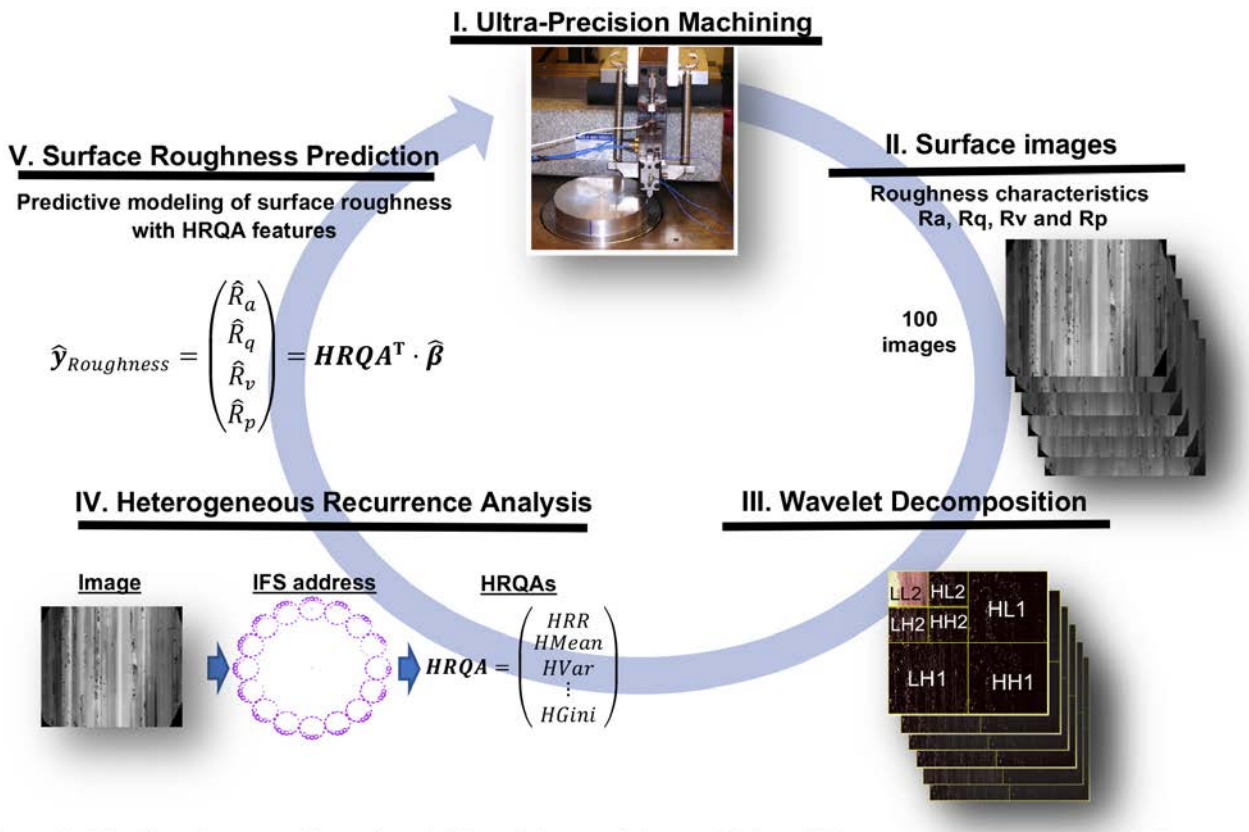 I. Ultra-Precision Machining
II. Surface images
Roughness characteristics
Ra, Rq, Rv and Rp
100
images
III. Wavelet Decomposition
LL2 HL2 HL1
LH2 HH2
LH1 HH1
IV. Heterogeneous Recurrence Analysis
Image IFS address HRQAs
HRQA = ( HRR
HMean
HVar
⋮
HGini )
V. Surface Roughness Prediction
Predictive modeling of surface roughness
with HRQA features
ŷ_Roughness = ( R̂_a
R̂_q
R̂_v
R̂_p ) = HRQA^T · β̂